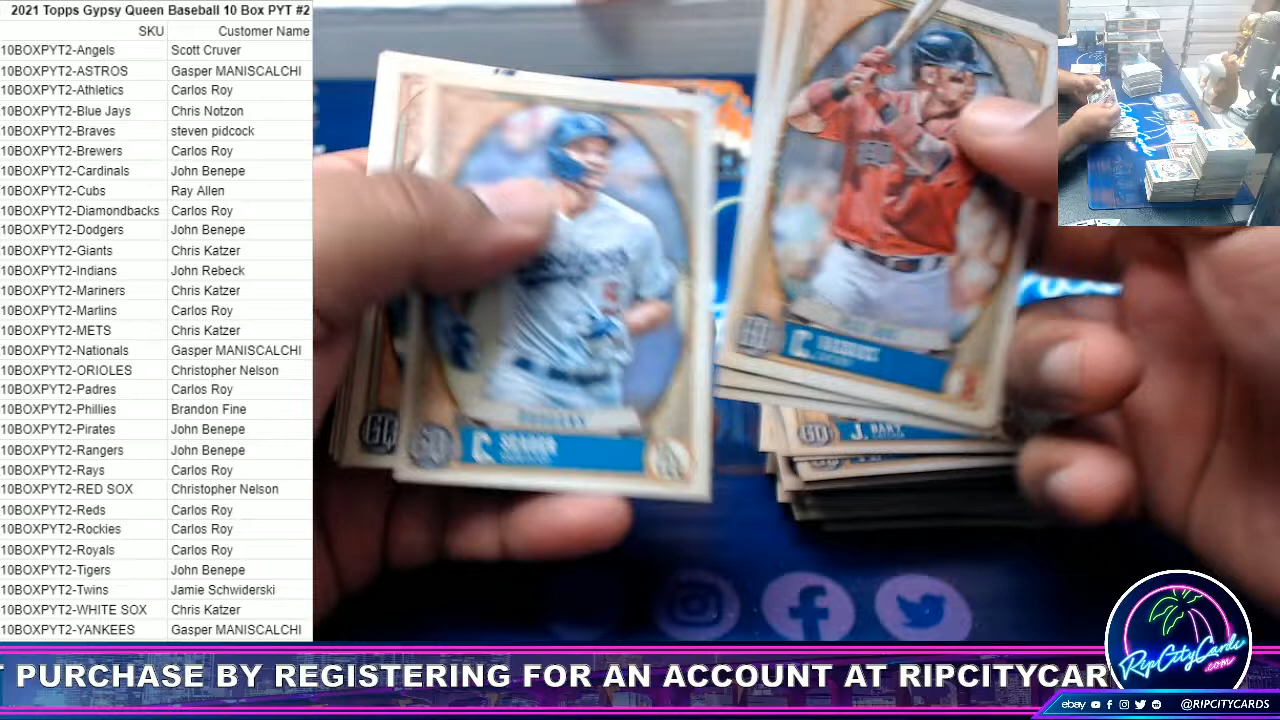 2021 Topps Gypsy Queen Baseball 10 Box PYT #2
SKU Customer Name
10BOXPYT2-Angels Scott Cruver
10BOXPYT2-ASTROS Gasper MANISCALCHI
10BOXPYT2-Athletics Carlos Roy
10BOXPYT2-Blue Jays Chris Notzon
10BOXPYT2-Braves steven pidcock
10BOXPYT2-Brewers Carlos Roy
10BOXPYT2-Cardinals John Benepe
10BOXPYT2-Cubs Ray Allen
10BOXPYT2-Diamondbacks Carlos Roy
10BOXPYT2-Dodgers John Benepe
10BOXPYT2-Giants Chris Katzer
10BOXPYT2-Indians John Rebeck
10BOXPYT2-Mariners Chris Katzer
10BOXPYT2-Marlins Carlos Roy
10BOXPYT2-METS Chris Katzer
10BOXPYT2-Nationals Gasper MANISCALCHI
10BOXPYT2-ORIOLES Christopher Nelson
10BOXPYT2-Padres Carlos Roy
10BOXPYT2-Phillies Brandon Fine
10BOXPYT2-Pirates John Benepe
10BOXPYT2-Rangers John Benepe
10BOXPYT2-Rays Carlos Roy
10BOXPYT2-RED SOX Christopher Nelson
10BOXPYT2-Reds Carlos Roy
10BOXPYT2-Rockies Carlos Roy
10BOXPYT2-Royals Carlos Roy
10BOXPYT2-Tigers John Benepe
10BOXPYT2-Twins Jamie Schwiderski
10BOXPYT2-WHITE SOX Chris Katzer
10BOXPYT2-YANKEES Gasper MANISCALCHI
GQ
C. SEAGER
J. BART
PURCHASE BY REGISTERING FOR AN ACCOUNT AT RIPCITYCAR
RipCityCards
.com
ebay @RIPCITYCARDS